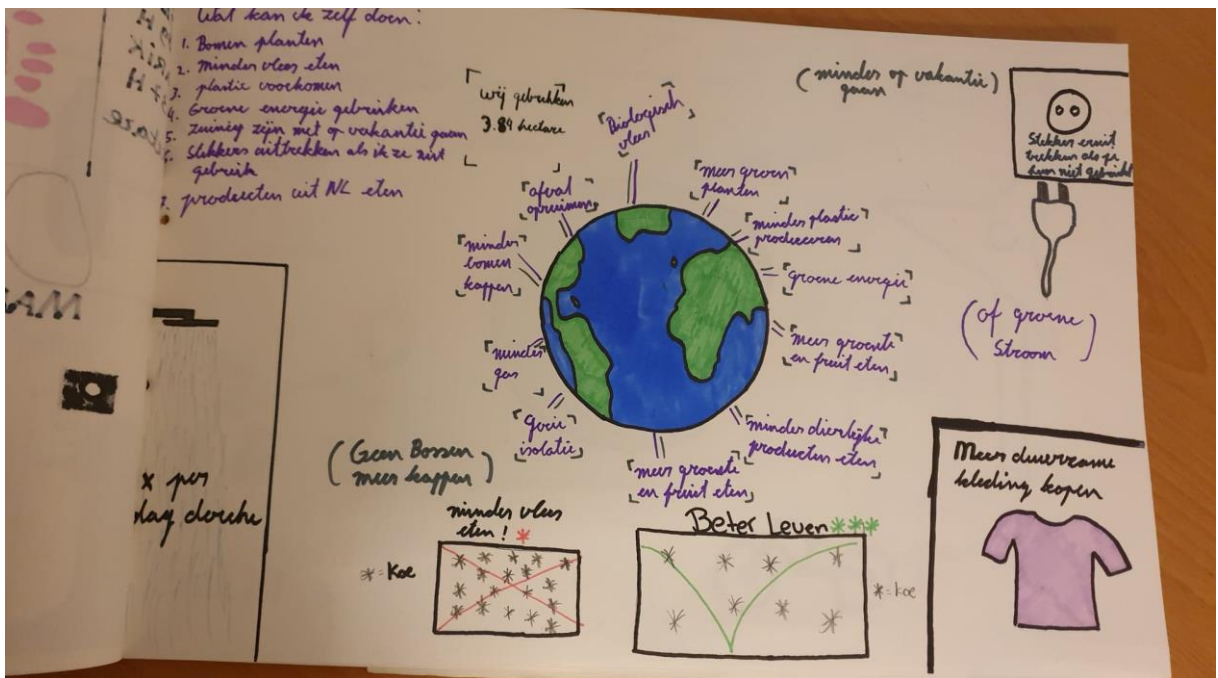 Wat kan ik zelf doen:
1. Bomen planten
2. minder vlees eten
3. plastic voorkomen
4. Groene energie gebruiken
5. zuinig zijn met op vakantie gaan
6. Stekkers uittrekken als ik ze niet
gebruik
7. producten uit NL eten
wij gebruiken
3.84 hectare
Biologisch
vlees
meer groen
planten
minder plastic
produceren
groene energie
meer groente
en fruit eten
minder dierlijke
producten eten
meer groente
en fruit eten
Goeie
isolatie
minder
gas
minder
bomen
kappen
afval
opruimen
(minder op vakantie)
gaan
Stekker eruit
trekken als je
hem niet gebruikt
(of groene)
Stroom
(Geen Bossen
meer kappen)
x per
dag douche
minder vlees
eten! *
* = Koe
Beter Leven ***
* = koe
Meer duurzame
kleding kopen